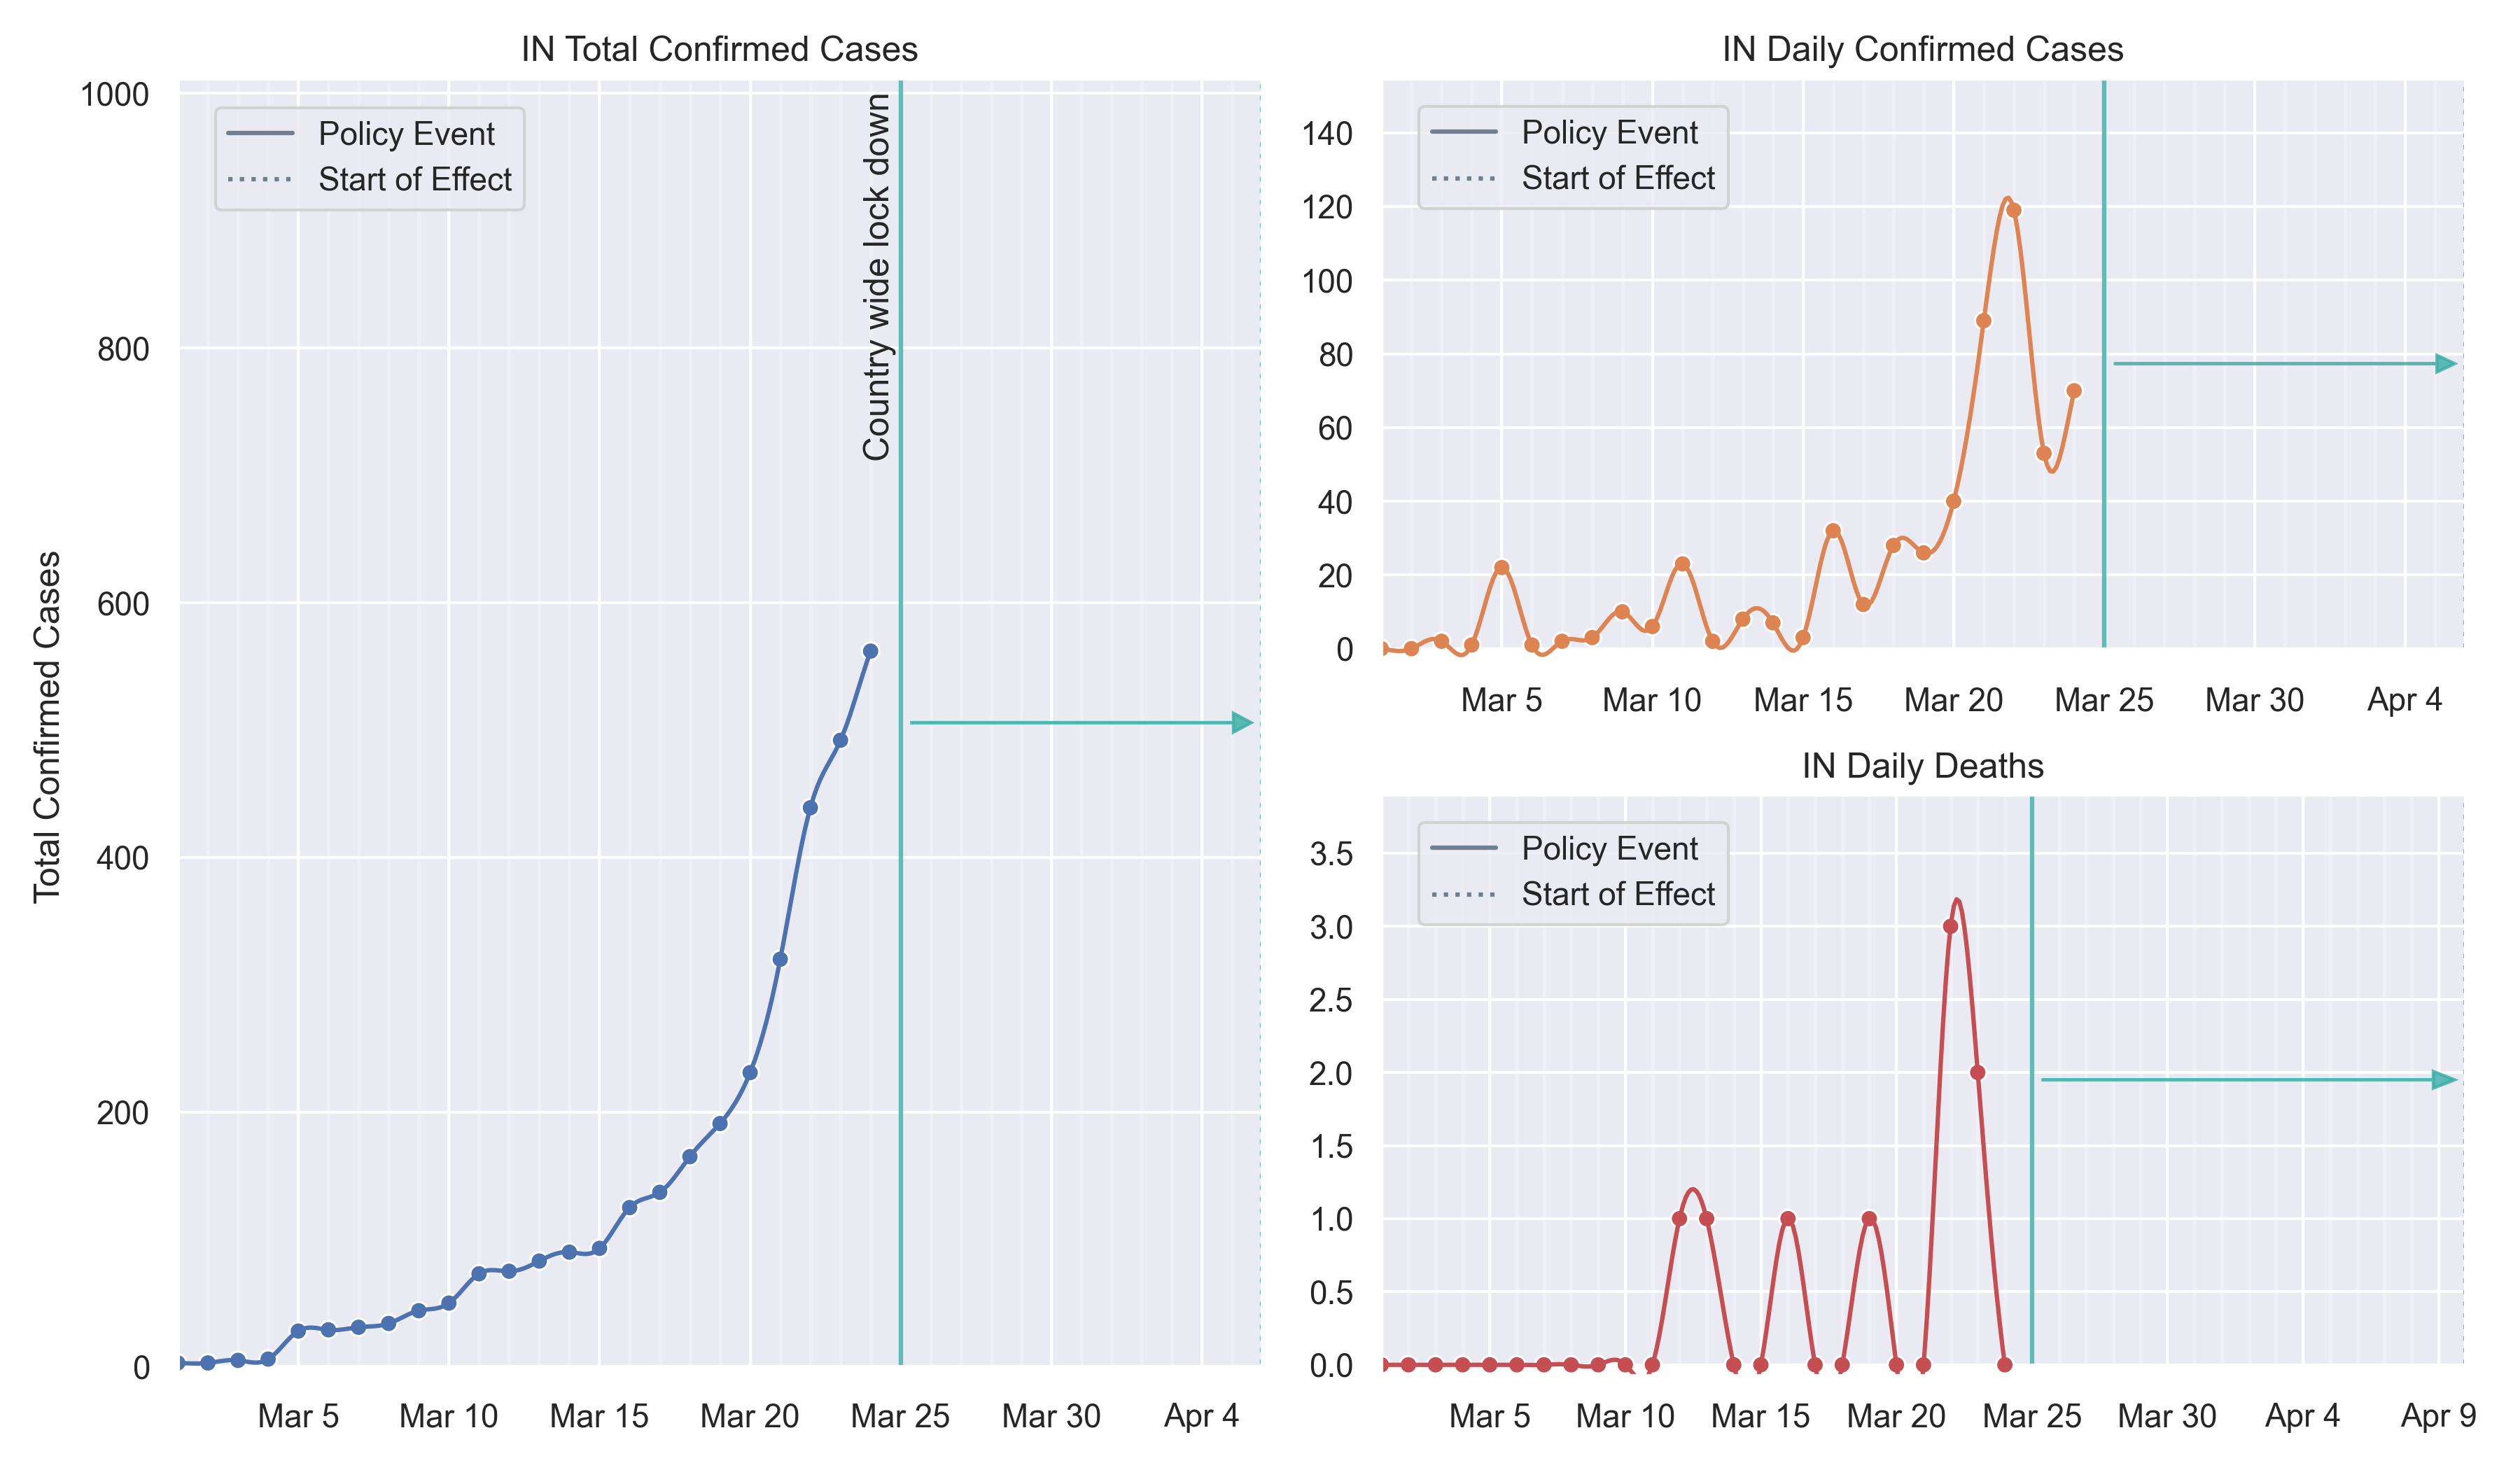 IN Total Confirmed Cases
Total Confirmed Cases
1000
800
600
400
200
0
Policy Event
Start of Effect
Country wide lock down
Mar 5 Mar 10 Mar 15 Mar 20 Mar 25 Mar 30 Apr 4
IN Daily Confirmed Cases
140
120
100
80
60
40
20
0
Policy Event
Start of Effect
Mar 5 Mar 10 Mar 15 Mar 20 Mar 25 Mar 30 Apr 4
IN Daily Deaths
3.5
3.0
2.5
2.0
1.5
1.0
0.5
0.0
Policy Event
Start of Effect
Mar 5 Mar 10 Mar 15 Mar 20 Mar 25 Mar 30 Apr 4 Apr 9